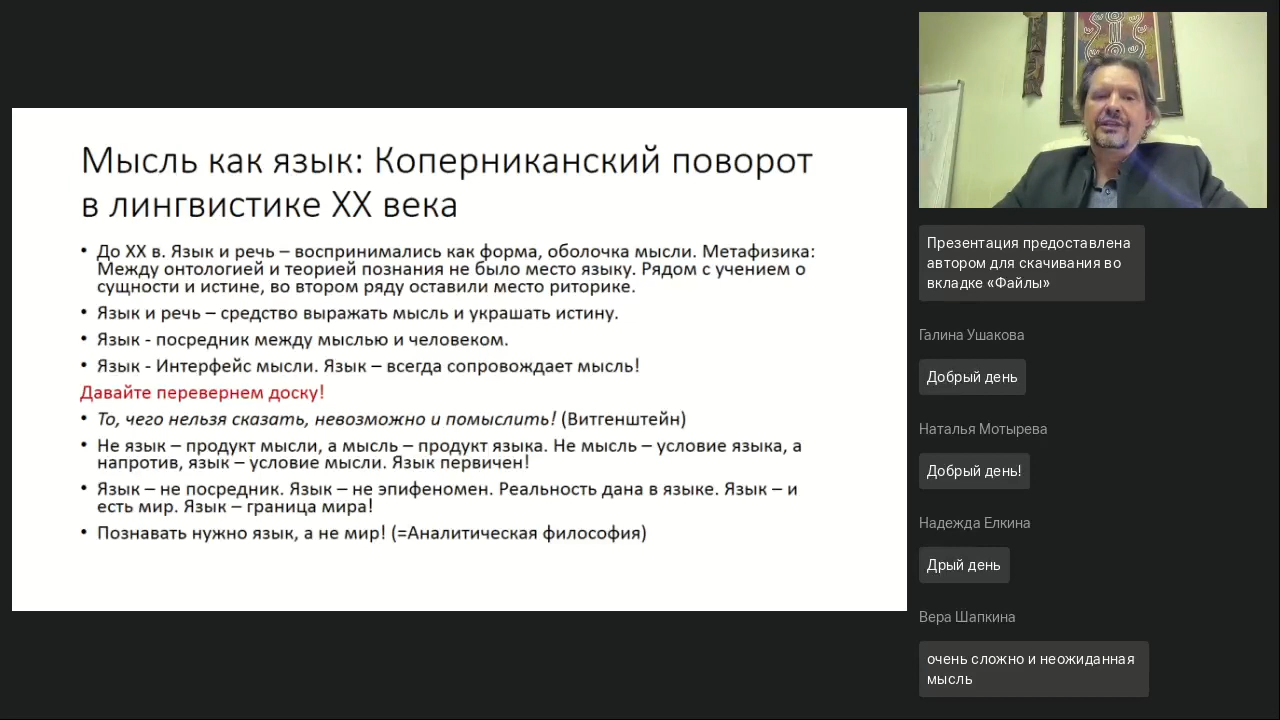 Мысль как язык: Коперниканский поворот
в лингвистике XX века
• До XX в. Язык и речь – воспринимались как форма, оболочка мысли. Метафизика:
Между онтологией и теорией познания не было место языку. Рядом с учением о
сущности и истине, во втором ряду оставили место риторике.
• Язык и речь – средство выражать мысль и украшать истину.
• Язык - посредник между мыслью и человеком.
• Язык - Интерфейс мысли. Язык – всегда сопровождает мысль!
Давайте перевернем доску!
• То, чего нельзя сказать, невозможно и помыслить! (Витгенштейн)
• Не язык – продукт мысли, а мысль – продукт языка. Не мысль – условие языка, а
напротив, язык – условие мысли. Язык первичен!
• Язык – не посредник. Язык – не эпифеномен. Реальность дана в языке. Язык – и
есть мир. Язык – граница мира!
• Познавать нужно язык, а не мир! (=Аналитическая философия)
Презентация предоставлена
автором для скачивания во
вкладке «Файлы»
Галина Ушакова
Добрый день
Наталья Мотырева
Добрый день!
Надежда Елкина
Дрый день
Вера Шапкина
очень сложно и неожиданная
мысль